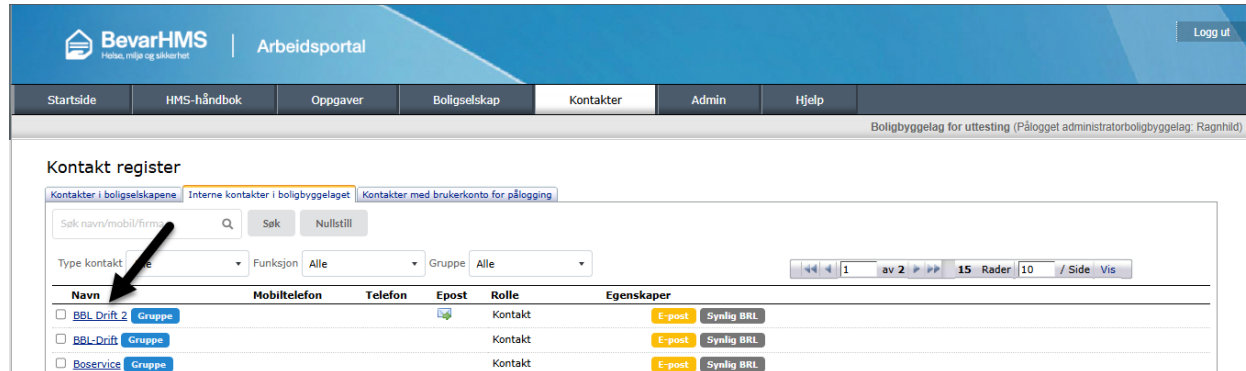 BevarHMS
Helse, miljø og sikkerhet
Arbeidsportal
Logg ut
Startside HMS-håndbok Oppgaver Boligselskap Kontakter Admin Hjelp
Boligbyggelag for uttesting (Pålogget administratorboligbyggelag: Ragnhild)
Kontakt register
Kontakter i boligselskapene Interne kontakter i boligbyggelaget Kontakter med brukerkonto for pålogging
Søk navn/mobil/firma Søk Nullstill
Type kontakt Funksjon Alle Gruppe Alle 1 av 2 15 Rader 10 / Side Vis
Navn Mobiltelefon Telefon Epost Rolle Egenskaper
BBL Drift 2 Gruppe Kontakt E-post Synlig BRL
BBL-Drift Gruppe Kontakt E-post Synlig BRL
Boservice Gruppe Kontakt E-post Synlig BRL